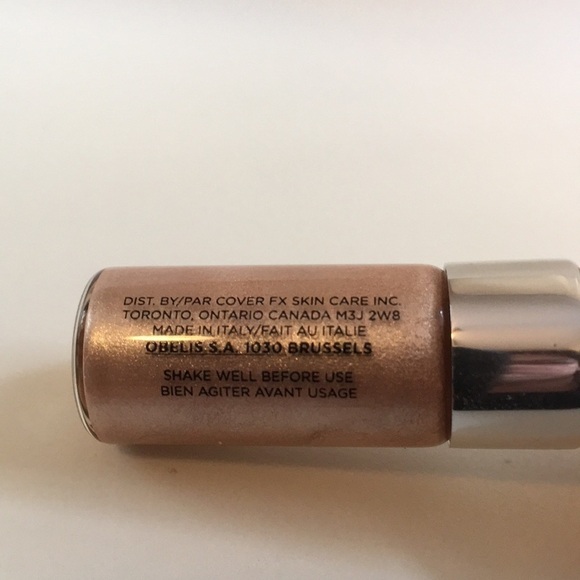 DIST. BY/PAR COVER FX SKIN CARE INC.
TORONTO, ONTARIO CANADA M3J 2W8
MADE IN ITALY/FAIT AU ITALIE
OBELIS S.A. 1030 BRUSSELS
SHAKE WELL BEFORE USE
BIEN AGITER AVANT USAGE